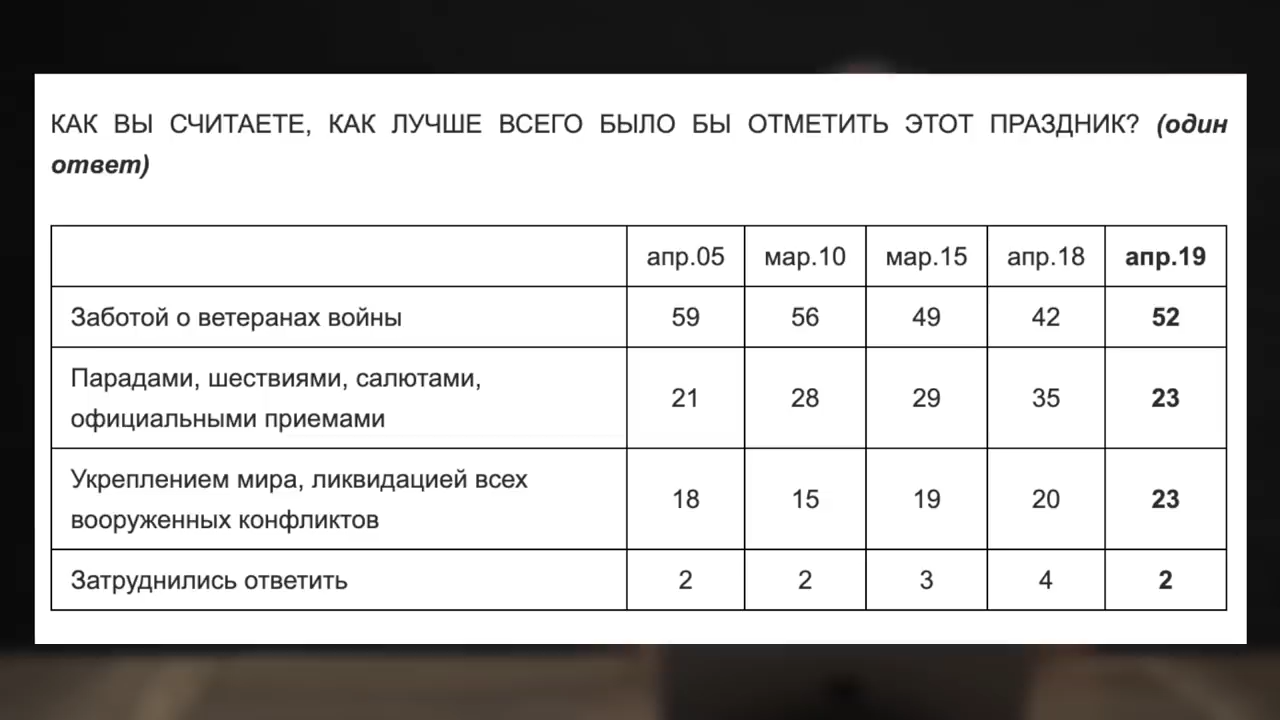 КАК ВЫ СЧИТАЕТЕ, КАК ЛУЧШЕ ВСЕГО БЫЛО БЫ ОТМЕТИТЬ ЭТОТ ПРАЗДНИК? (один
ответ)
апр.05 мар.10 мар.15 апр.18 апр.19
Заботой о ветеранах войны 59 56 49 42 52
Парадами, шествиями, салютами,
официальными приемами 21 28 29 35 23
Укреплением мира, ликвидацией всех
вооруженных конфликтов 18 15 19 20 23
Затруднились ответить 2 2 3 4 2